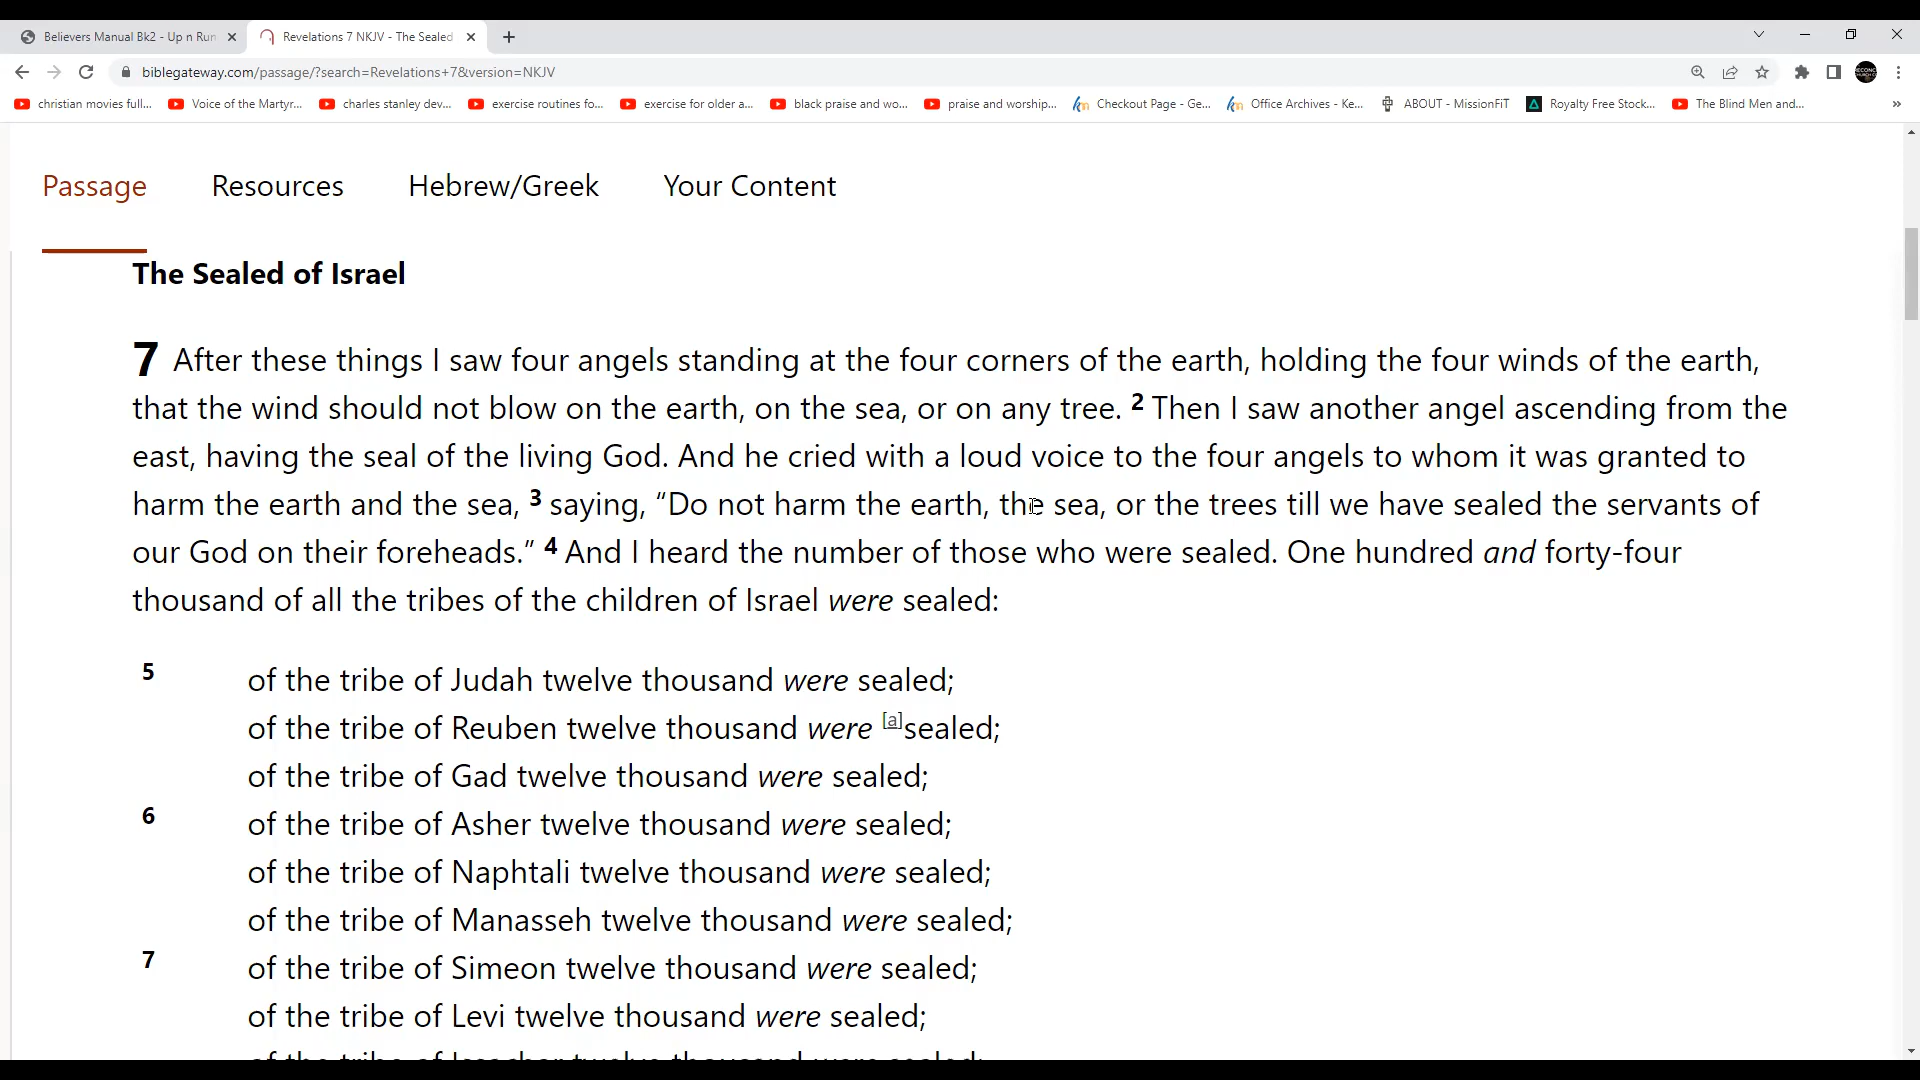 Believers Manual Bk2 - Up n Run
Revelations 7 NKJV - The Sealed
biblegateway.com/passage/?search=Revelations+7&version=NKJV
christian movies full... Voice of the Martyr... charles stanley dev... exercise routines fo... exercise for older a... black praise and wo... praise and worship... Checkout Page - Ge... Office Archives - Ke... ABOUT - MissionFiT Royalty Free Stock... The Blind Men and... »
Passage Resources Hebrew/Greek Your Content
The Sealed of Israel
7 After these things I saw four angels standing at the four corners of the earth, holding the four winds of the earth,
that the wind should not blow on the earth, on the sea, or on any tree. 2 Then I saw another angel ascending from the
east, having the seal of the living God. And he cried with a loud voice to the four angels to whom it was granted to
harm the earth and the sea, 3 saying, “Do not harm the earth, the sea, or the trees till we have sealed the servants of
our God on their foreheads.” 4 And I heard the number of those who were sealed. One hundred and forty-four
thousand of all the tribes of the children of Israel were sealed:
5 of the tribe of Judah twelve thousand were sealed;
of the tribe of Reuben twelve thousand were [a]sealed;
of the tribe of Gad twelve thousand were sealed;
6 of the tribe of Asher twelve thousand were sealed;
of the tribe of Naphtali twelve thousand were sealed;
of the tribe of Manasseh twelve thousand were sealed;
7 of the tribe of Simeon twelve thousand were sealed;
of the tribe of Levi twelve thousand were sealed;
of the tribe of Issachar twelve thousand were sealed;